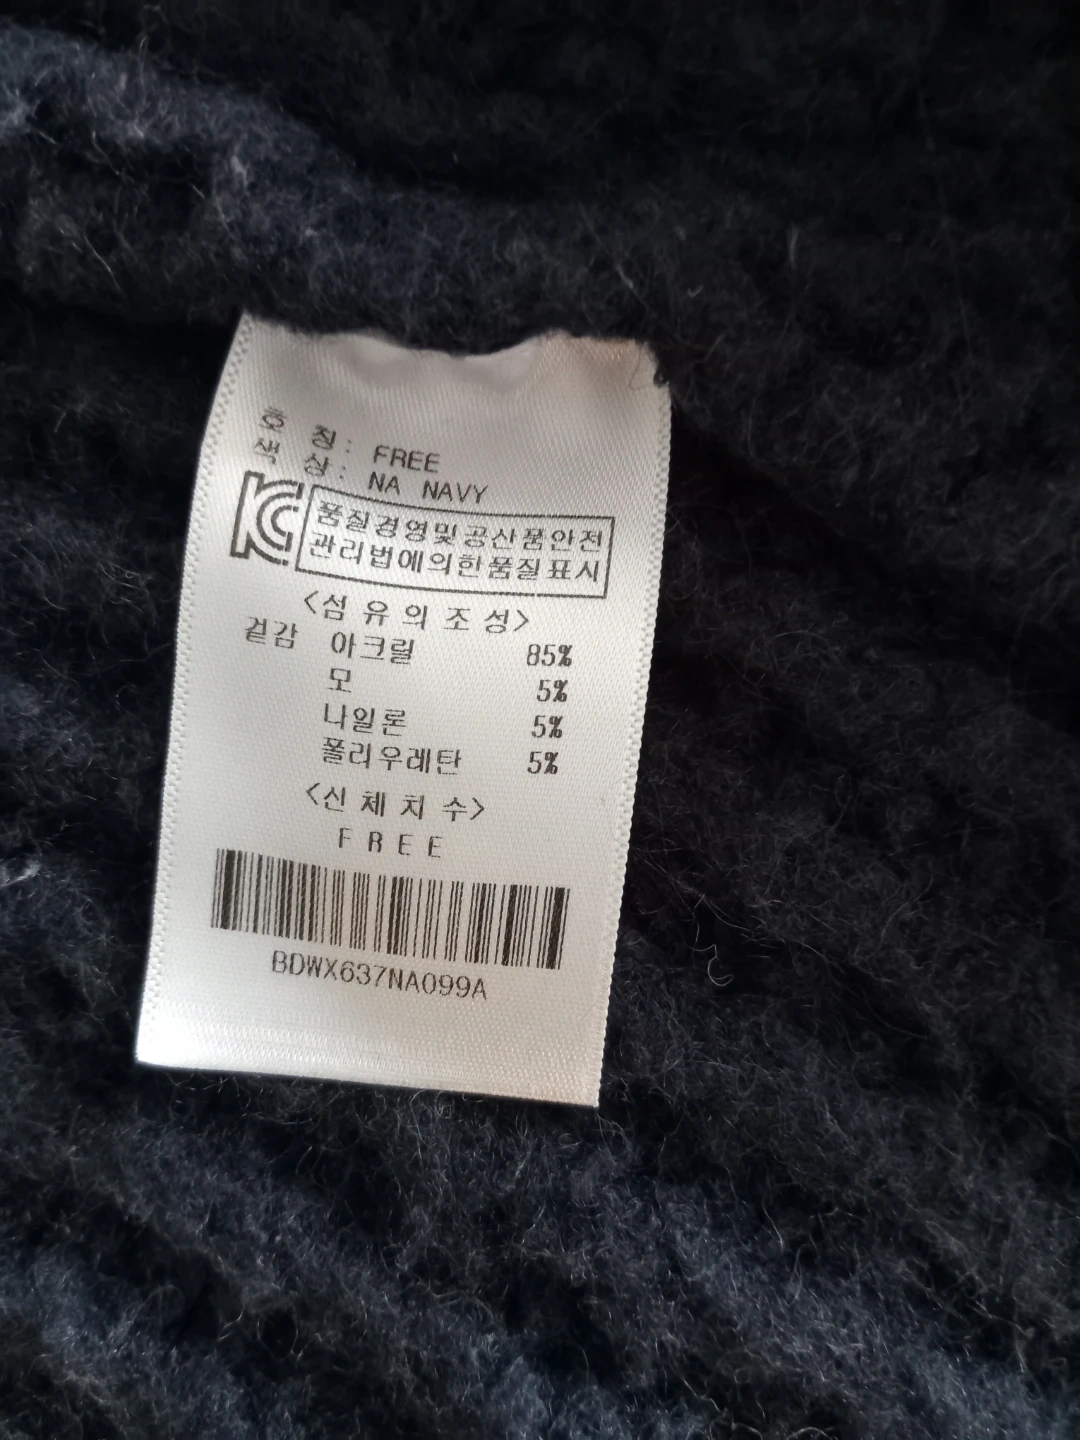 호 칭 : FREE
색 상 : NA NAVY
품질경영및공산품안전
관리법에의한품질표시
<섬 유 의 조 성>
겉감 아크릴 85%
모 5%
나일론 5%
폴리우레탄 5%
<신 체 치 수>
F R E E
BDWX637NA099A